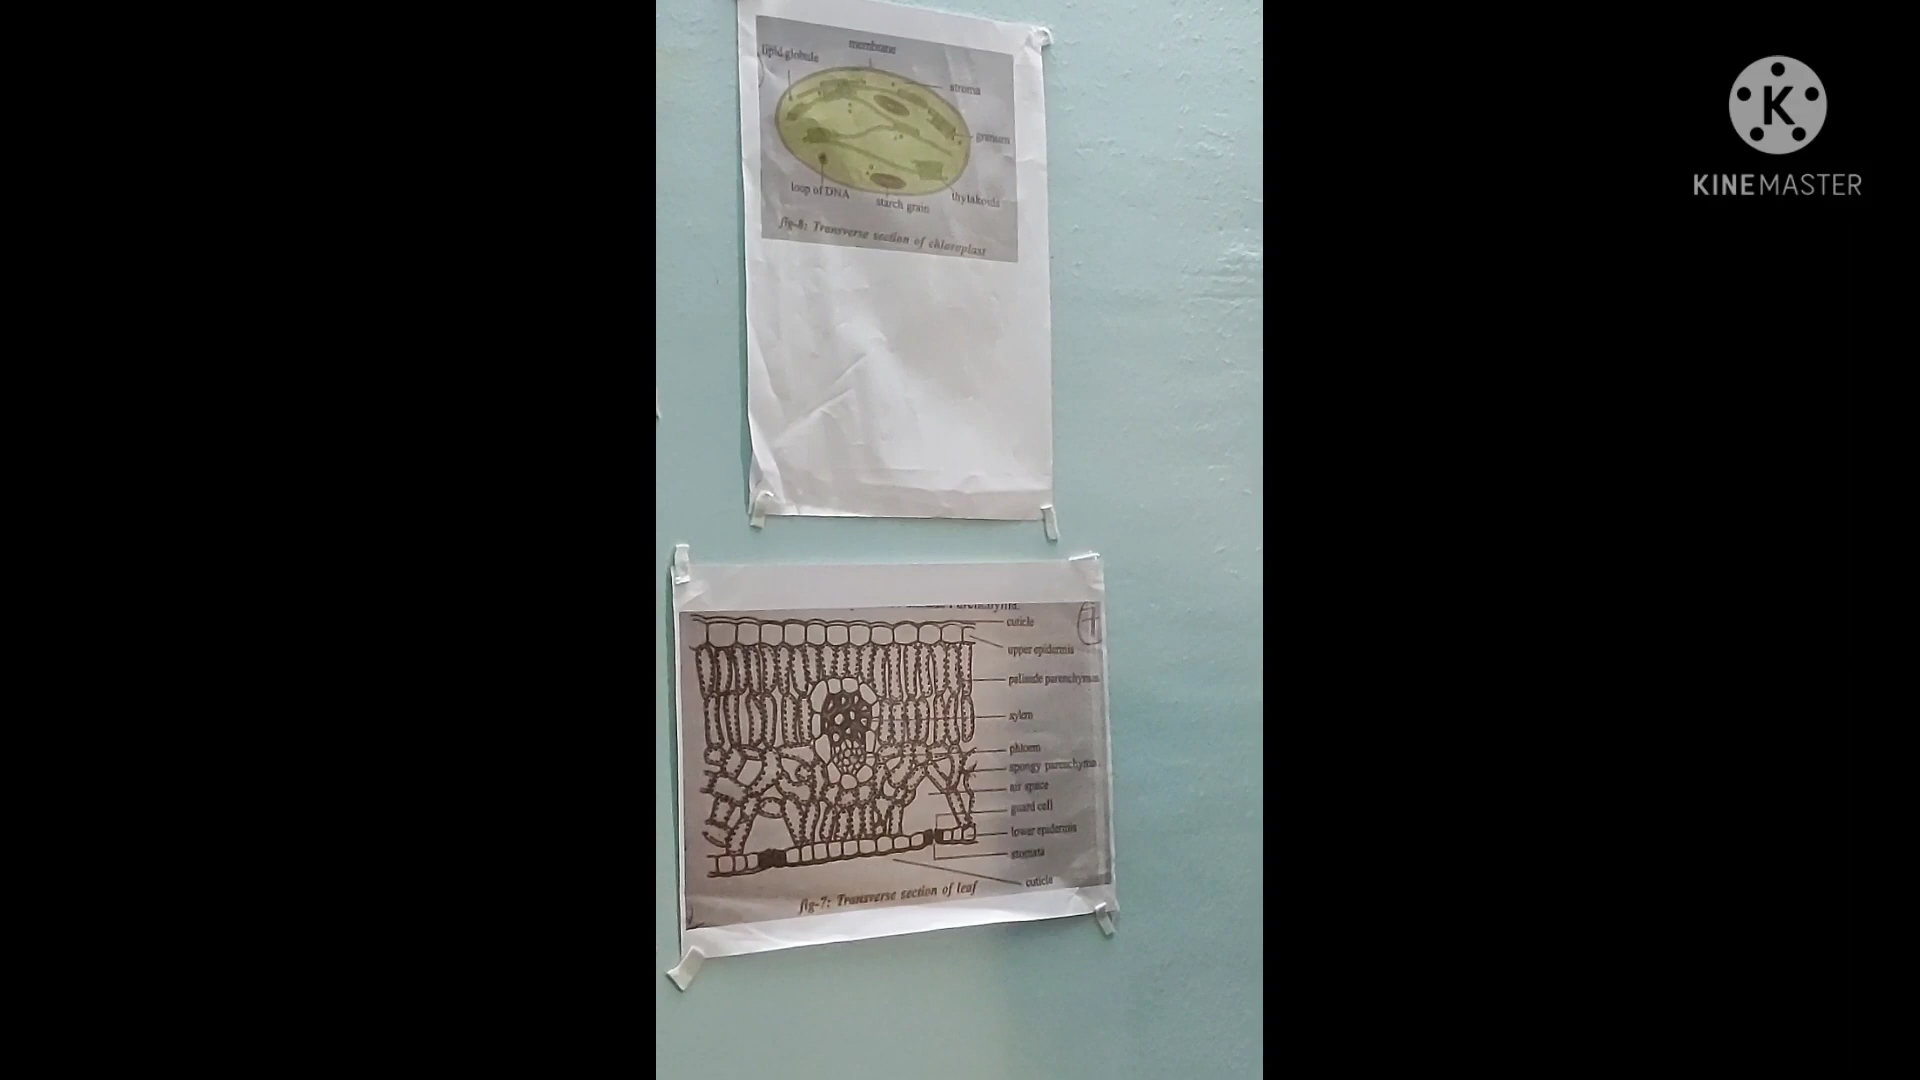 membrane
lipid globule
stroma
granum
loop of DNA
thylakoids
starch grain
fig-8: Transverse section of chloroplast
Parenchyma.
cuticle
upper epidermis
palisade parenchyma
xylem
phloem
spongy parenchyma
air space
guard cell
lower epidermis
stomata
cuticle
fig-7: Transverse section of leaf
KINEMASTER